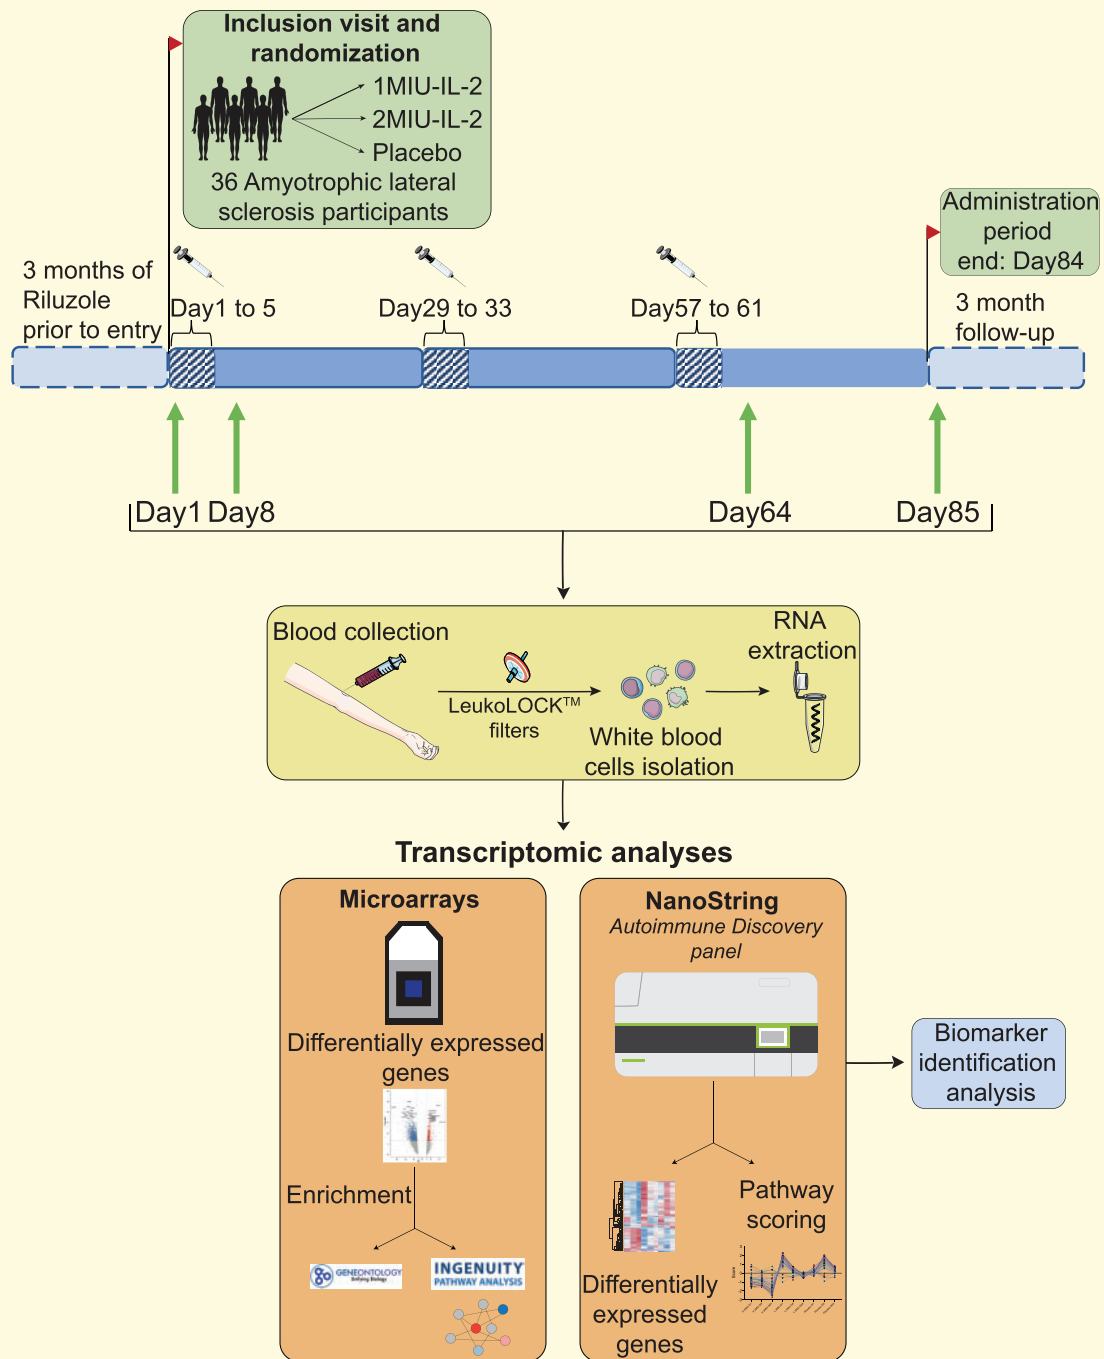 Inclusion visit and
randomization
1MIU-IL-2
2MIU-IL-2
Placebo
36 Amyotrophic lateral
sclerosis participants
Administration
period
end: Day84
3 months of
Riluzole
prior to entry
Day1 to 5
Day29 to 33
Day57 to 61
3 month
follow-up
Day1
Day8
Day64
Day85
Blood collection
LeukoLOCK™
filters
White blood
cells isolation
RNA
extraction
Transcriptomic analyses
Microarrays
Differentially expressed
genes
Enrichment
GENEONTOLOGY
Unifying Biology
INGENUITY
PATHWAY ANALYSIS
NanoString
Autoimmune Discovery
panel
Pathway
scoring
Score
Differentially
expressed
genes
Biomarker
identification
analysis